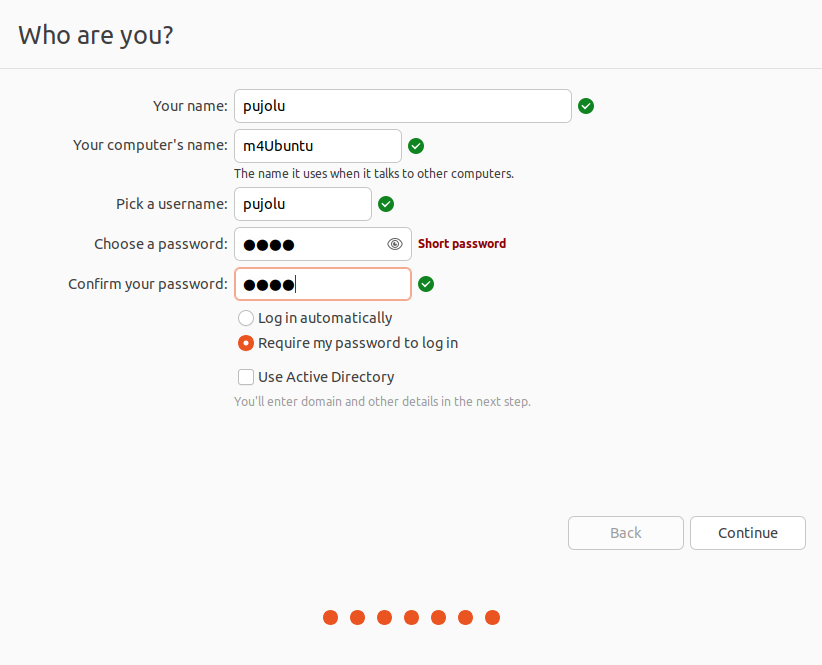 Who are you?
Your name: pujolu
Your computer's name: m4Ubuntu
The name it uses when it talks to other computers.
Pick a username: pujolu
Choose a password: ●●●● Short password
Confirm your password: ●●●●
Log in automatically
Require my password to log in
Use Active Directory
You'll enter domain and other details in the next step.
Back Continue